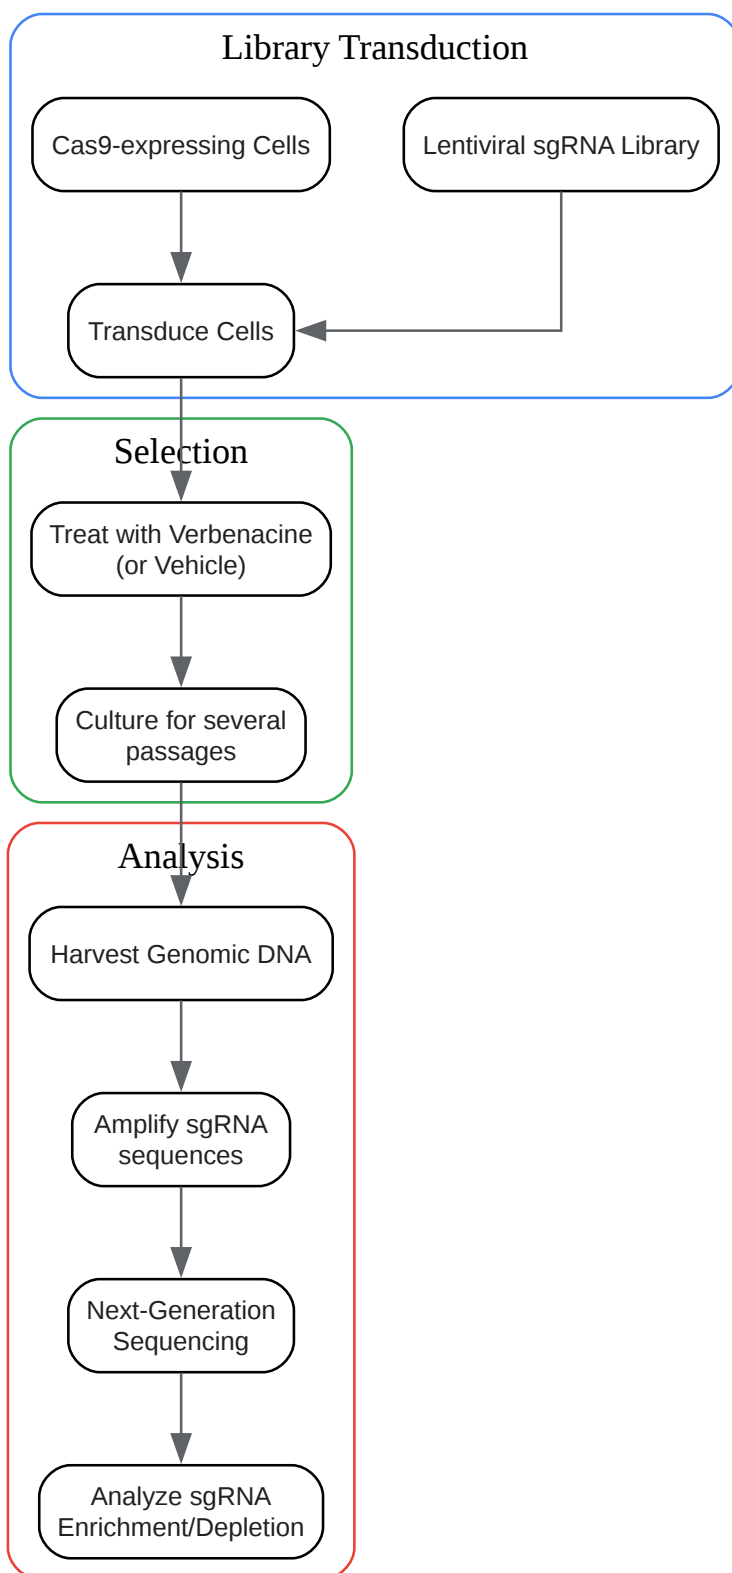 Library Transduction
Cas9-expressing Cells
Lentiviral sgRNA Library
Transduce Cells
Selection
Treat with Verbenacine
(or Vehicle)
Culture for several
passages
Analysis
Harvest Genomic DNA
Amplify sgRNA
sequences
Next-Generation
Sequencing
Analyze sgRNA
Enrichment/Depletion